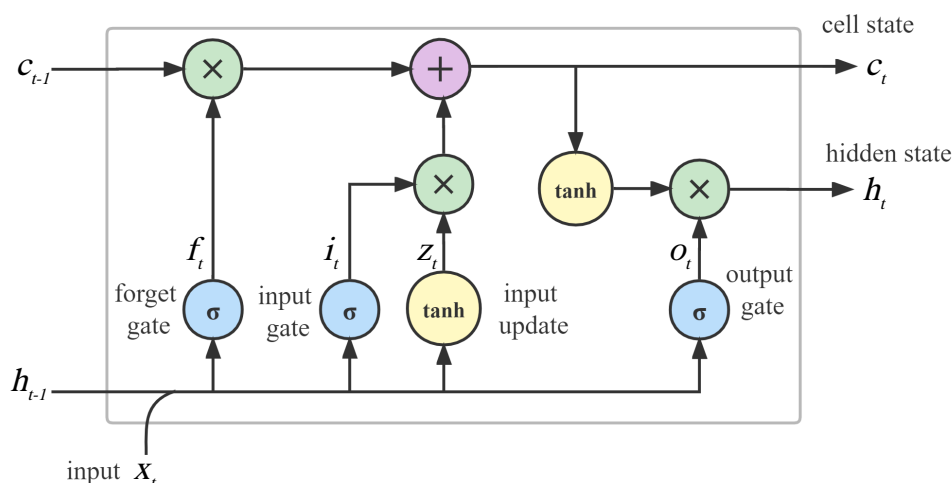 cell state
c_{t-1}
×
+
c_t
hidden state
×
tanh
×
h_t
f_t
i_t
z_t
o_t
forget
gate
σ
input
gate
σ
tanh
input
update
σ
output
gate
h_{t-1}
input x_t